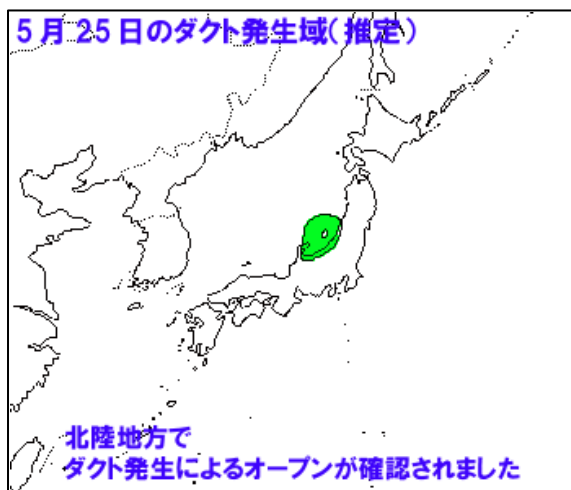 5月25日のダクト発生域(推定)
北陸地方で
ダクト発生によるオープンが確認されました